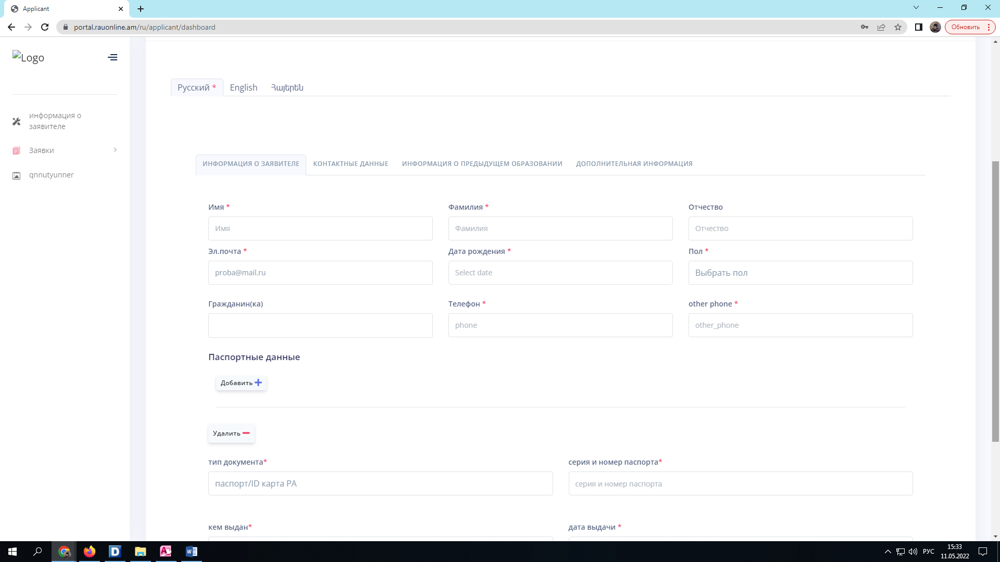 Applicant
portal.rauonline.am/ru/applicant/dashboard
Обновить
Logo
Русский * English Հայերեն
информация о
заявителе
Заявки
qnnutyunner
ИНФОРМАЦИЯ О ЗАЯВИТЕЛЕ КОНТАКТНЫЕ ДАННЫЕ ИНФОРМАЦИЯ О ПРЕДЫДУЩЕМ ОБРАЗОВАНИИ ДОПОЛНИТЕЛЬНАЯ ИНФОРМАЦИЯ
Имя * Фамилия * Отчество
Имя Фамилия Отчество
Эл.почта * Дата рождения * Пол *
proba@mail.ru Select date Выбрать пол
Гражданин(ка) Телефон * other phone *
phone other_phone
Паспортные данные
Добавить
Удалить
тип документа* серия и номер паспорта*
паспорт/ID карта РА серия и номер паспорта
кем выдан* дата выдачи *
РУС 15:33
11.05.2022